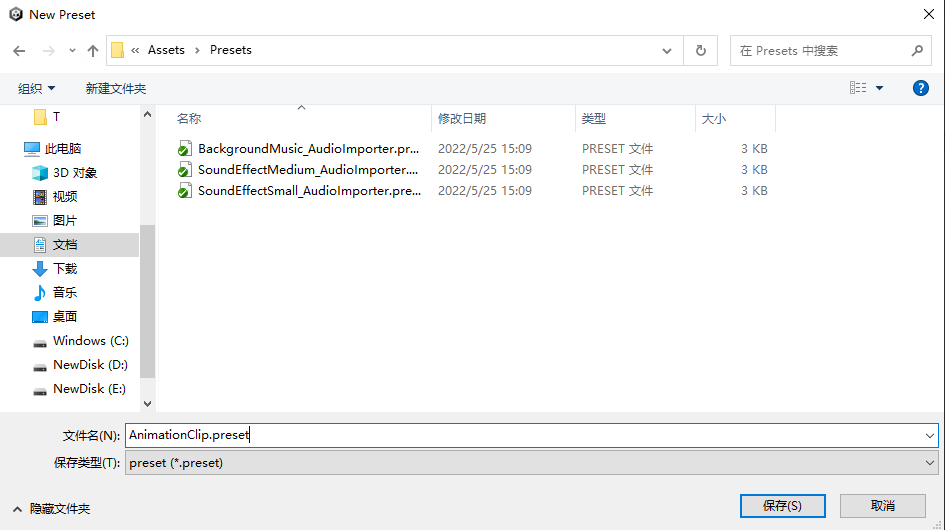 New Preset
« Assets › Presets
在 Presets 中搜索
组织 新建文件夹
T
此电脑
3D 对象
视频
图片
文档
下载
音乐
桌面
Windows (C:)
NewDisk (D:)
NewDisk (E:)
名称 修改日期 类型 大小
BackgroundMusic_AudioImporter.pr... 2022/5/25 15:09 PRESET 文件 3 KB
SoundEffectMedium_AudioImporter.... 2022/5/25 15:09 PRESET 文件 3 KB
SoundEffectSmall_AudioImporter.pre... 2022/5/25 15:09 PRESET 文件 3 KB
文件名(N): AnimationClip.preset
保存类型(T): preset (*.preset)
隐藏文件夹 保存(S) 取消